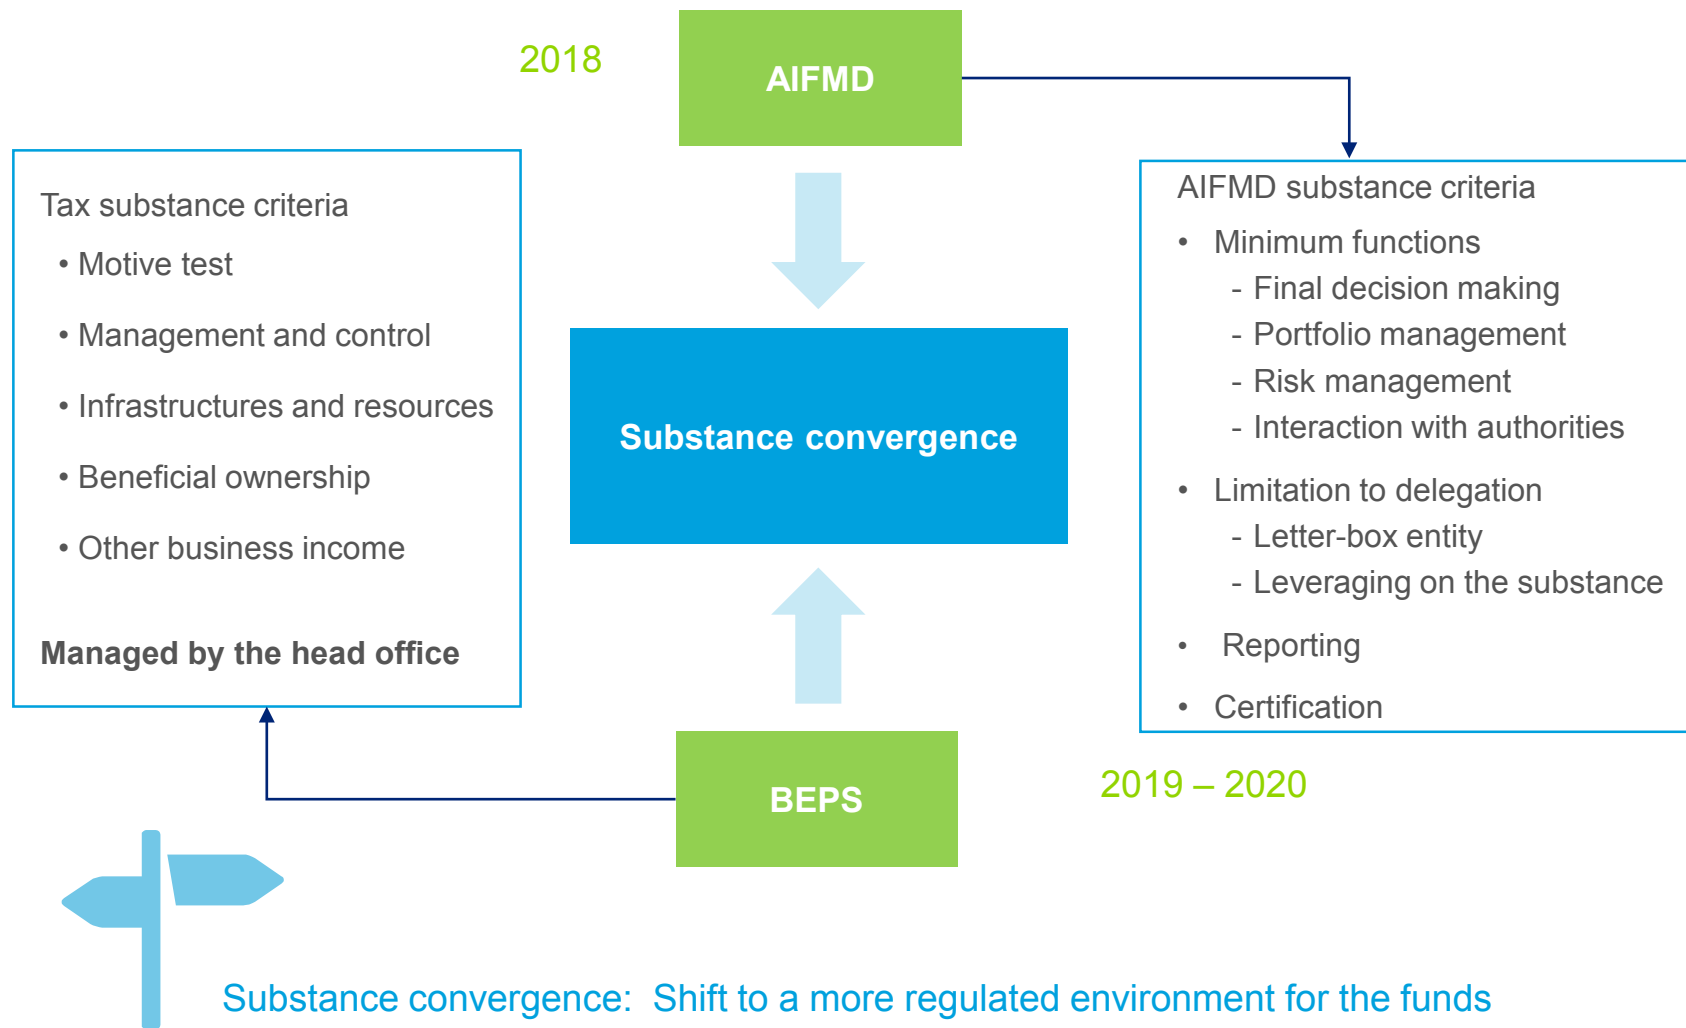 2018
AIFMD
Tax substance criteria
• Motive test
• Management and control
• Infrastructures and resources
• Beneficial ownership
• Other business income
Managed by the head office
Substance convergence
AIFMD substance criteria
• Minimum functions
- Final decision making
- Portfolio management
- Risk management
- Interaction with authorities
• Limitation to delegation
- Letter-box entity
- Leveraging on the substance
• Reporting
• Certification
BEPS
2019 – 2020
Substance convergence: Shift to a more regulated environment for the funds